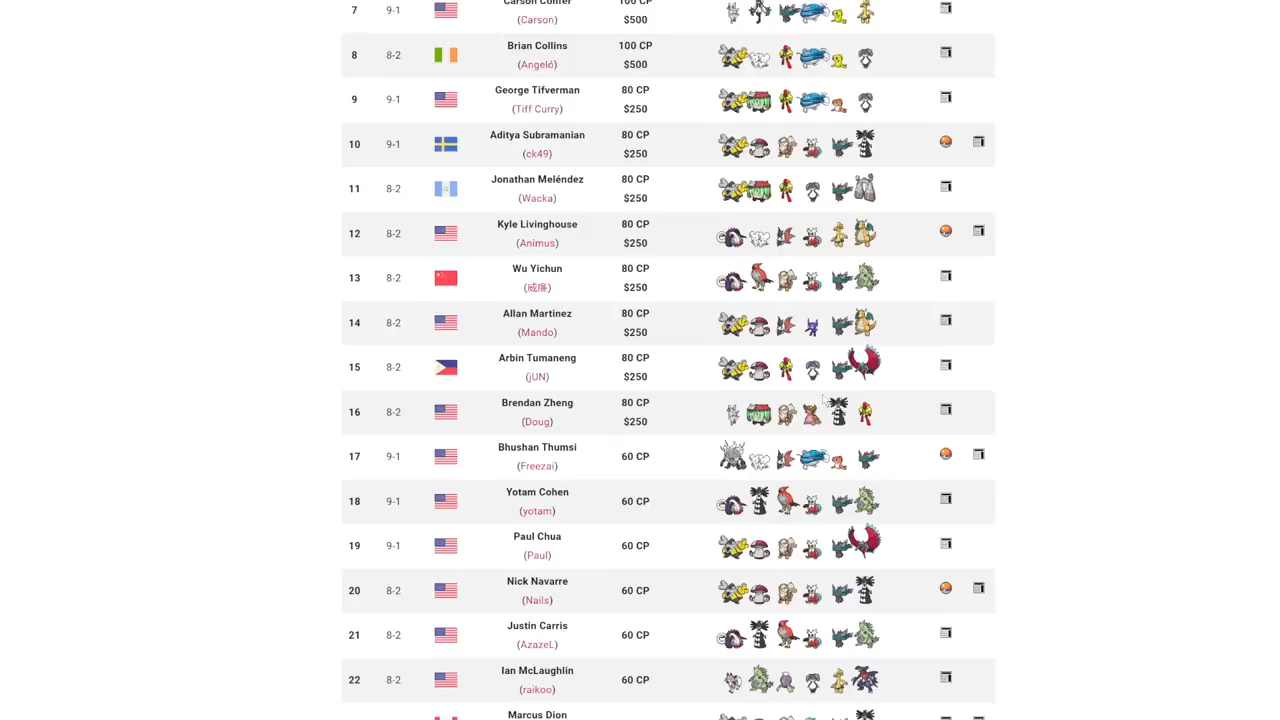 Carson Confer 100 CP
7 9-1 (Carson) $500
Brian Collins 100 CP
8 8-2 (Angeló) $500
George Tifverman 80 CP
9 9-1 (Tiff Curry) $250
Aditya Subramanian 80 CP
10 9-1 (ck49) $250
Jonathan Meléndez 80 CP
11 8-2 (Wacka) $250
Kyle Livinghouse 80 CP
12 8-2 (Animus) $250
Wu Yichun 80 CP
13 8-2 (威廉) $250
Allan Martinez 80 CP
14 8-2 (Mando) $250
Arbin Tumaneng 80 CP
15 8-2 (jUN) $250
Brendan Zheng 80 CP
16 8-2 (Doug) $250
Bhushan Thumsi
17 9-1 (Freezai) 60 CP
Yotam Cohen
18 9-1 (yotam) 60 CP
Paul Chua
19 9-1 (Paul) 60 CP
Nick Navarre
20 8-2 (Nails) 60 CP
Justin Carris
21 8-2 (AzazeL) 60 CP
Ian McLaughlin
22 8-2 (raikoo) 60 CP
Marcus Dion